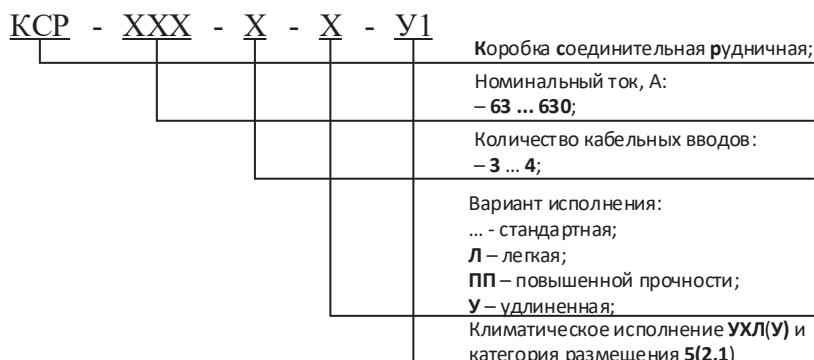 КСР - ХХХ - Х - Х - У1
Коробка соединительная рудничная;
Номинальный ток, А:
– 63 ... 630;
Количество кабельных вводов:
– 3 ... 4;
Вариант исполнения:
... - стандартная;
Л – легкая;
ПП – повышенной прочности;
У – удлиненная;
Климатическое исполнение УХЛ(У) и
категория размещения 5(2,1)